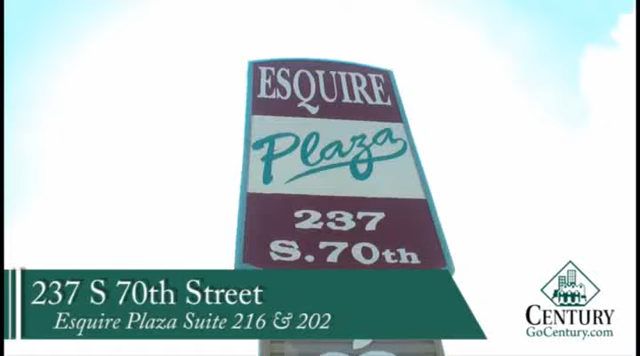 ESQUIRE
Plaza
237
S. 70th
237 S 70th Street
Esquire Plaza Suite 216 & 202
CENTURY
GoCentury.com